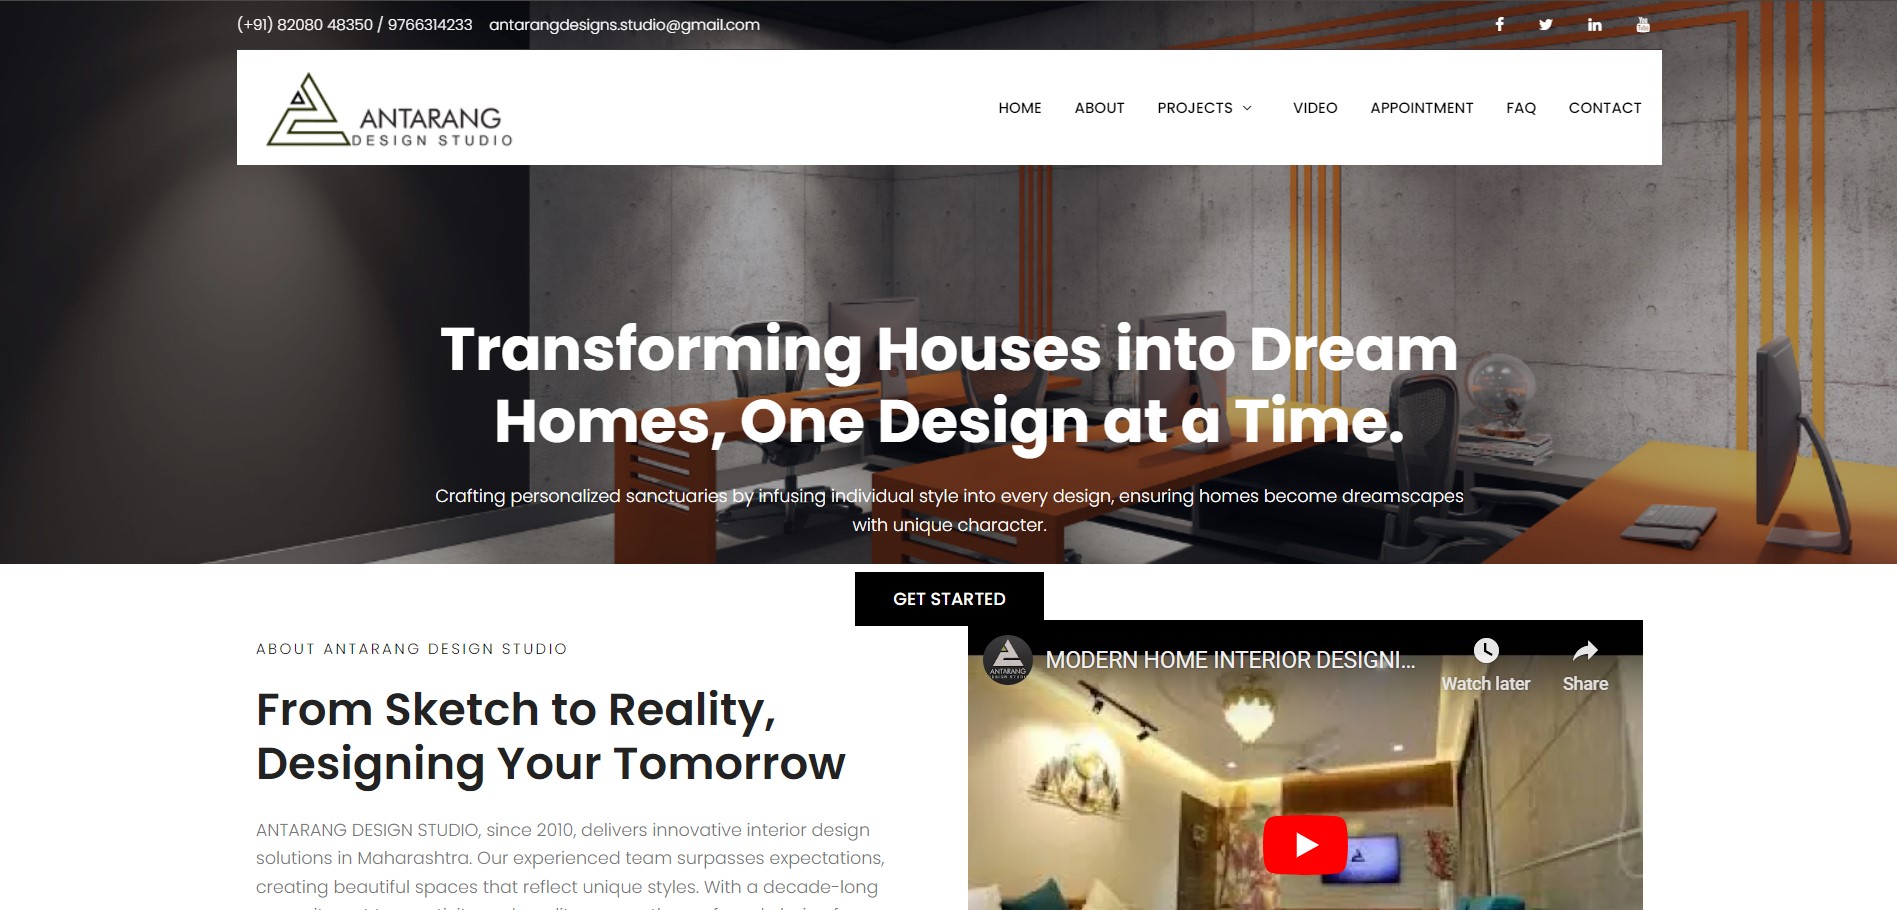 (+91) 82080 48350 / 9766314233 antarangdesigns.studio@gmail.com
ANTARANG
DESIGN STUDIO
HOME ABOUT PROJECTS VIDEO APPOINTMENT FAQ CONTACT
Transforming Houses into Dream
Homes, One Design at a Time.
Crafting personalized sanctuaries by infusing individual style into every design, ensuring homes become dreamscapes
with unique character.
GET STARTED
ABOUT ANTARANG DESIGN STUDIO
From Sketch to Reality,
Designing Your Tomorrow
ANTARANG DESIGN STUDIO, since 2010, delivers innovative interior design
solutions in Maharashtra. Our experienced team surpasses expectations,
creating beautiful spaces that reflect unique styles. With a decade-long
ANTARANG
DESIGN STUDIO
MODERN HOME INTERIOR DESIGNI...
Watch later
Share